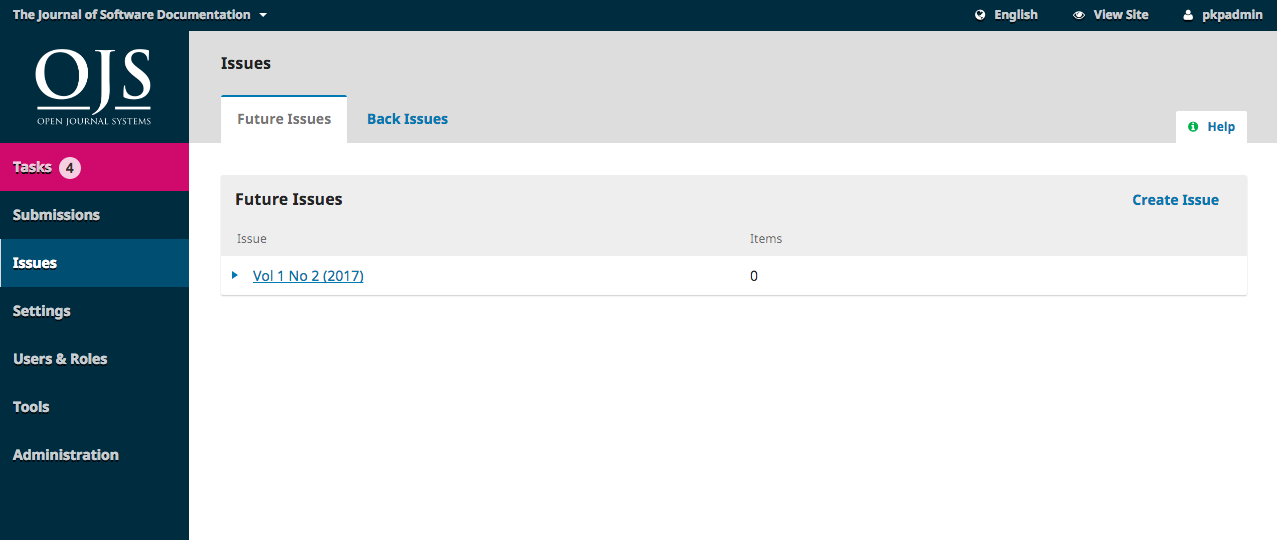 The Journal of Software Documentation
English
View Site
pkpadmin
OJS
OPEN JOURNAL SYSTEMS
Tasks 4
Submissions
Issues
Settings
Users & Roles
Tools
Administration
Issues
Future Issues
Back Issues
Help
Future Issues
Create Issue
Issue
Items
Vol 1 No 2 (2017)
0